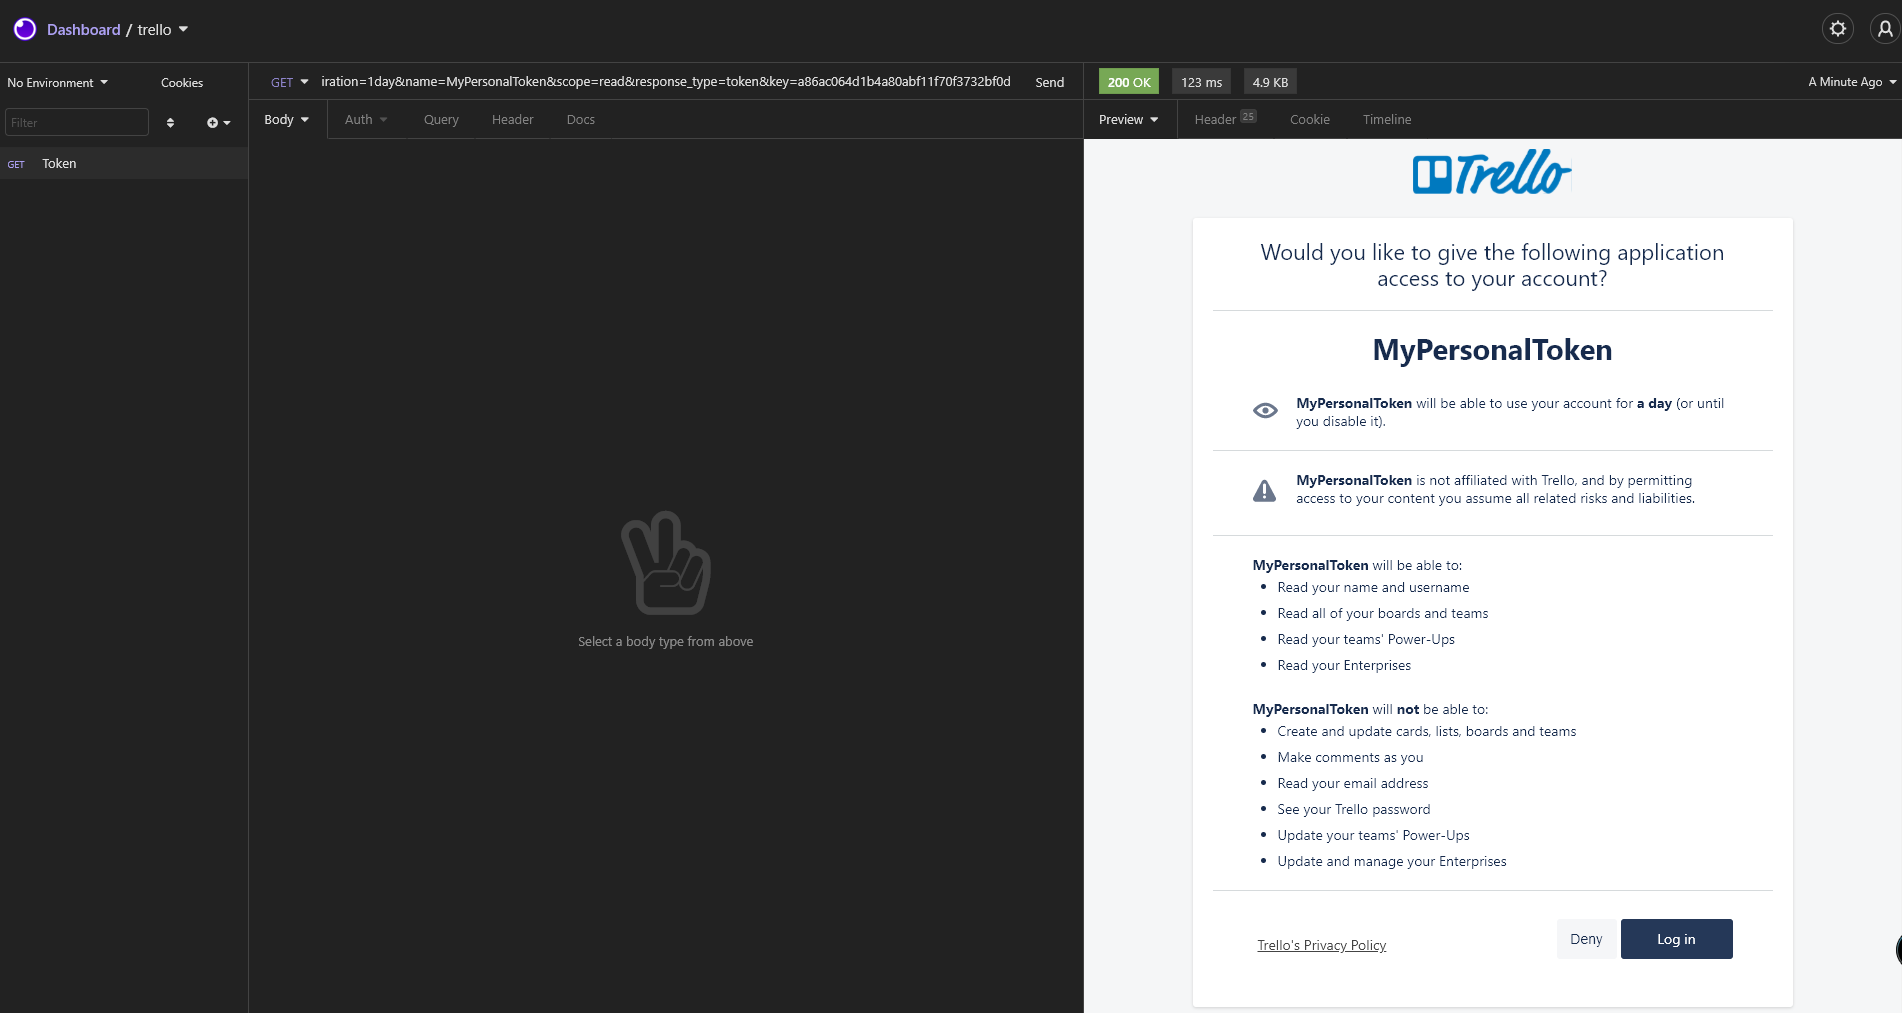 Dashboard / trello
No Environment
Cookies
Filter
GET Token
GET iration=1day&name=MyPersonalToken&scope=read&response_type=token&key=a86ac064d1b4a80abf11f70f3732bf0d Send
Body Auth Query Header Docs
Select a body type from above
200 OK 123 ms 4.9 KB A Minute Ago
Preview Header 25 Cookie Timeline
Trello
Would you like to give the following application
access to your account?
MyPersonalToken
MyPersonalToken will be able to use your account for a day (or until
you disable it).
MyPersonalToken is not affiliated with Trello, and by permitting
access to your content you assume all related risks and liabilities.
MyPersonalToken will be able to:
• Read your name and username
• Read all of your boards and teams
• Read your teams' Power-Ups
• Read your Enterprises
MyPersonalToken will not be able to:
• Create and update cards, lists, boards and teams
• Make comments as you
• Read your email address
• See your Trello password
• Update your teams' Power-Ups
• Update and manage your Enterprises
Trello's Privacy Policy
Deny
Log in